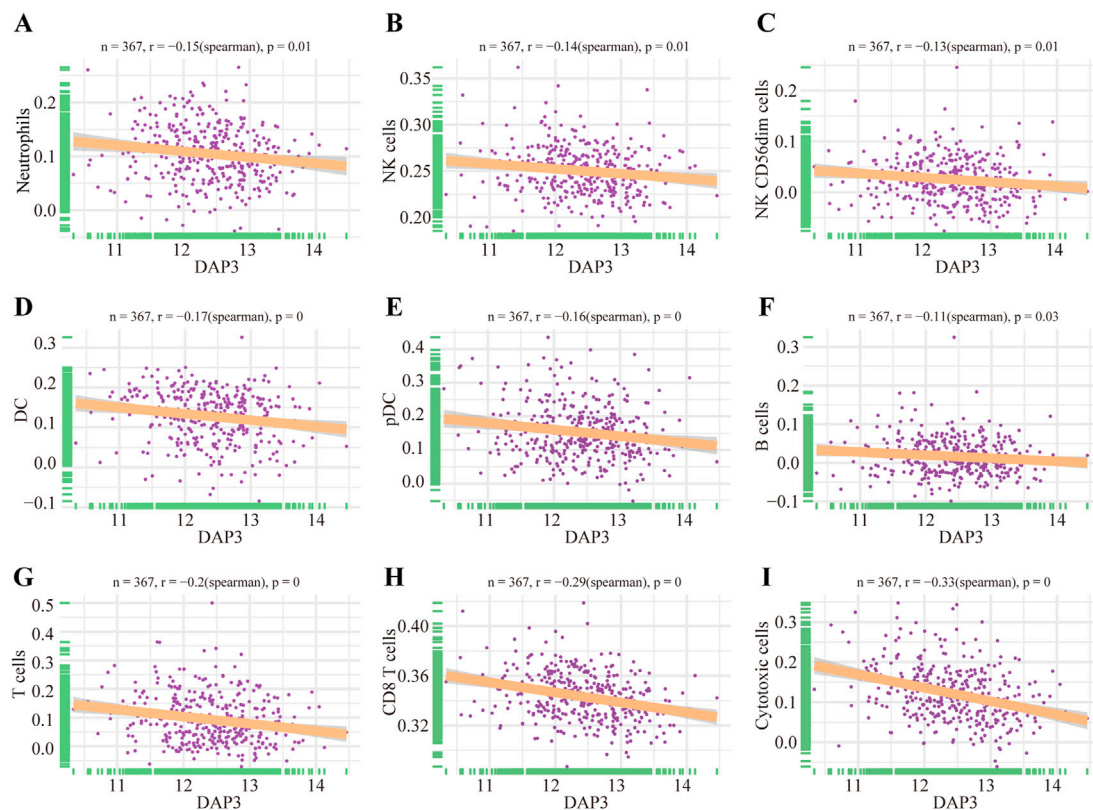 A
n = 367, r = −0.15(spearman), p = 0.01
Neutrophils
0.2
0.1
0.0
11 12 13 14
DAP3
B
n = 367, r = −0.14(spearman), p = 0.01
NK cells
0.35
0.30
0.25
0.20
11 12 13 14
DAP3
C
n = 367, r = −0.13(spearman), p = 0.01
NK CD56dim cells
0.2
0.1
0.0
11 12 13 14
DAP3
D
n = 367, r = −0.17(spearman), p = 0
DC
0.3
0.2
0.1
0.0
−0.1
11 12 13 14
DAP3
E
n = 367, r = −0.16(spearman), p = 0
pDC
0.4
0.3
0.2
0.1
0.0
11 12 13 14
DAP3
F
n = 367, r = −0.11(spearman), p = 0.03
B cells
0.3
0.2
0.1
0.0
−0.1
11 12 13 14
DAP3
G
n = 367, r = −0.2(spearman), p = 0
T cells
0.5
0.4
0.3
0.2
0.1
0.0
11 12 13 14
DAP3
H
n = 367, r = −0.29(spearman), p = 0
CD8 T cells
0.40
0.36
0.32
11 12 13 14
DAP3
I
n = 367, r = −0.33(spearman), p = 0
Cytotoxic cells
0.3
0.2
0.1
0.0
11 12 13 14
DAP3